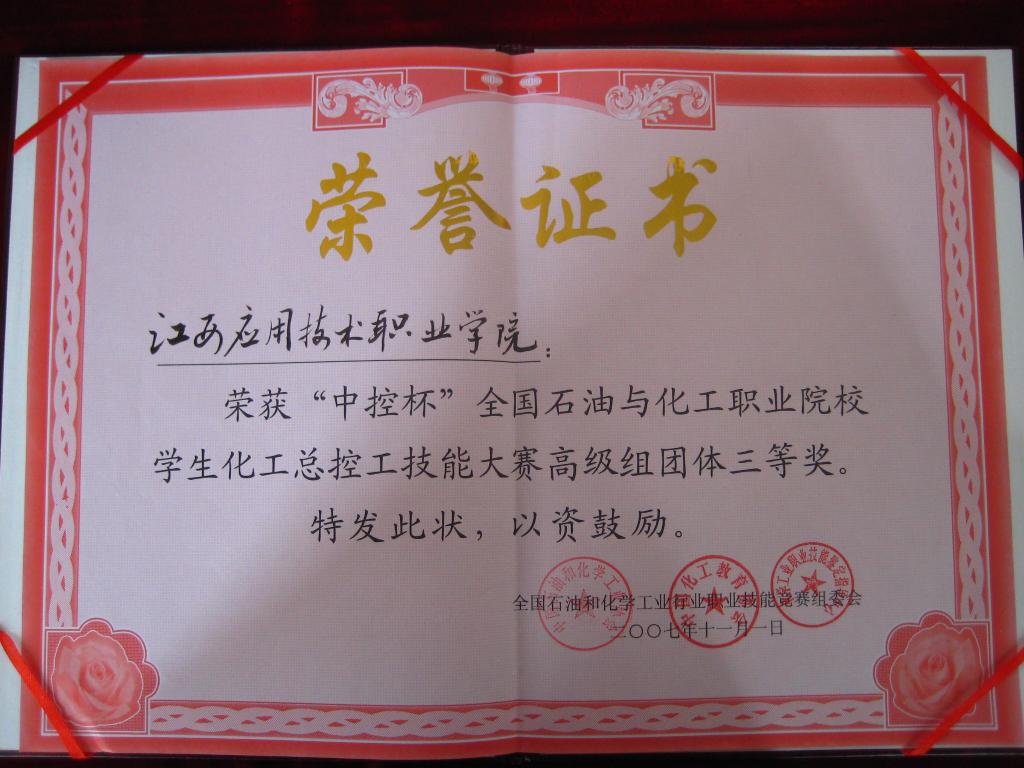 荣誉证书
江西应用技术职业学院：
荣获“中控杯”全国石油与化工职业院校
学生化工总控工技能大赛高级组团体三等奖。
特发此状，以资鼓励。
全国石油和化学工业行业职业技能竞赛组委会
二〇〇七年十一月一日